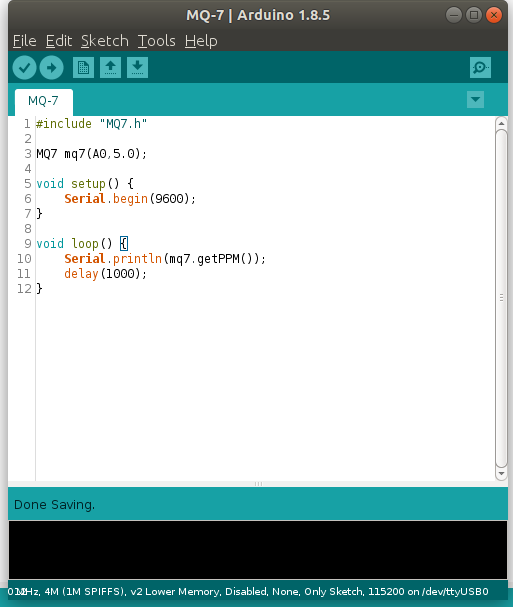 MQ-7 | Arduino 1.8.5
File Edit Sketch Tools Help
MQ-7
1 #include "MQ7.h"
2
3 MQ7 mq7(A0,5.0);
4
5 void setup() {
6 Serial.begin(9600);
7 }
8
9 void loop() {
10 Serial.println(mq7.getPPM());
11 delay(1000);
12 }
Done Saving.
MHz, 4M (1M SPIFFS), v2 Lower Memory, Disabled, None, Only Sketch, 115200 on /dev/ttyUSB0